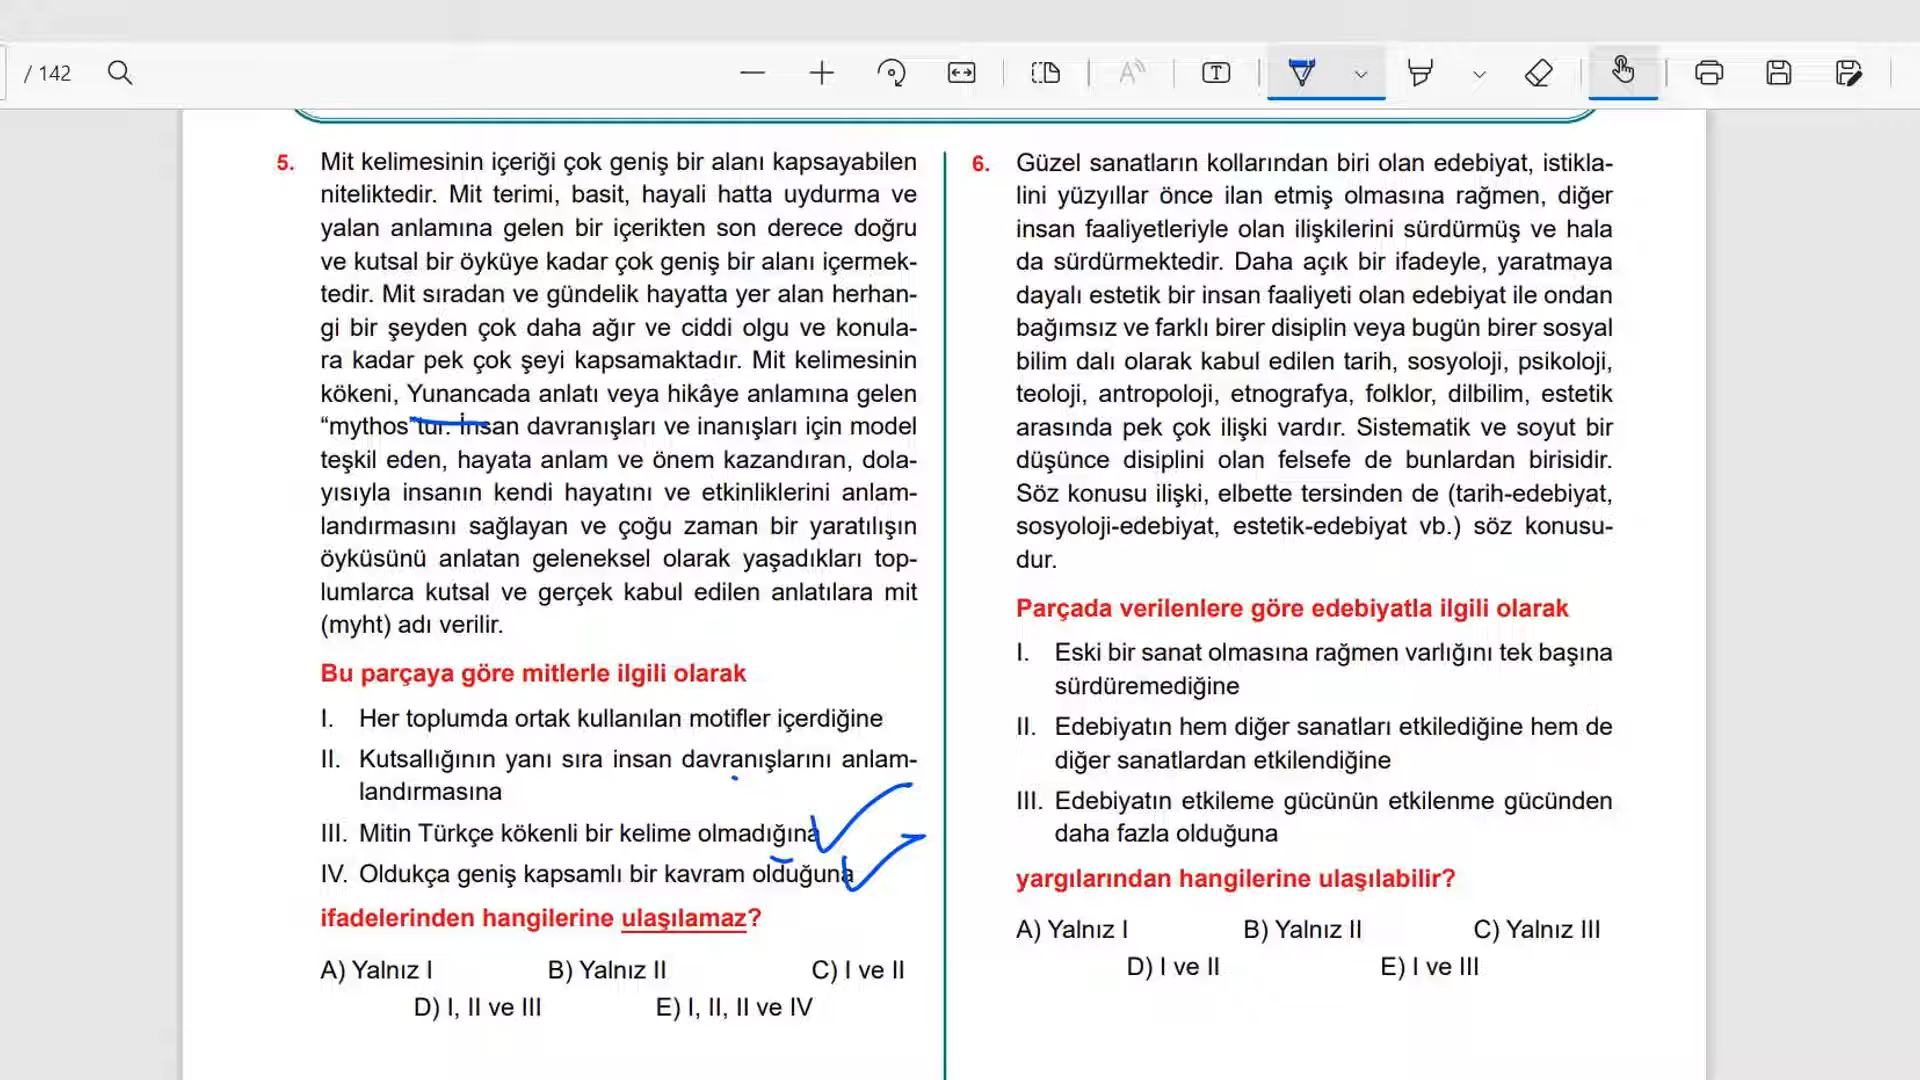 / 142
5. Mit kelimesinin içeriği çok geniş bir alanı kapsayabilen
niteliktedir. Mit terimi, basit, hayali hatta uydurma ve
yalan anlamına gelen bir içerikten son derece doğru
ve kutsal bir öyküye kadar çok geniş bir alanı içermek-
tedir. Mit sıradan ve gündelik hayatta yer alan herhan-
gi bir şeyden çok daha ağır ve ciddi olgu ve konula-
ra kadar pek çok şeyi kapsamaktadır. Mit kelimesinin
kökeni, Yunancada anlatı veya hikâye anlamına gelen
“mythos”tur. İnsan davranışları ve inanışları için model
teşkil eden, hayata anlam ve önem kazandıran, dola-
yısıyla insanın kendi hayatını ve etkinliklerini anlam-
landırmasını sağlayan ve çoğu zaman bir yaratılışın
öyküsünü anlatan geleneksel olarak yaşadıkları top-
lumlarca kutsal ve gerçek kabul edilen anlatılara mit
(myht) adı verilir.
Bu parçaya göre mitlerle ilgili olarak
I. Her toplumda ortak kullanılan motifler içerdiğine
II. Kutsallığının yanı sıra insan davranışlarını anlam-
landırmasına
III. Mitin Türkçe kökenli bir kelime olmadığına
IV. Oldukça geniş kapsamlı bir kavram olduğuna
ifadelerinden hangilerine ulaşılamaz?
A) Yalnız I B) Yalnız II C) I ve II
D) I, II ve III E) I, II, II ve IV
6. Güzel sanatların kollarından biri olan edebiyat, istikla-
lini yüzyıllar önce ilan etmiş olmasına rağmen, diğer
insan faaliyetleriyle olan ilişkilerini sürdürmüş ve hala
da sürdürmektedir. Daha açık bir ifadeyle, yaratmaya
dayalı estetik bir insan faaliyeti olan edebiyat ile ondan
bağımsız ve farklı birer disiplin veya bugün birer sosyal
bilim dalı olarak kabul edilen tarih, sosyoloji, psikoloji,
teoloji, antropoloji, etnografya, folklor, dilbilim, estetik
arasında pek çok ilişki vardır. Sistematik ve soyut bir
düşünce disiplini olan felsefe de bunlardan birisidir.
Söz konusu ilişki, elbette tersinden de (tarih-edebiyat,
sosyoloji-edebiyat, estetik-edebiyat vb.) söz konusu-
dur.
Parçada verilenlere göre edebiyatla ilgili olarak
I. Eski bir sanat olmasına rağmen varlığını tek başına
sürdüremediğine
II. Edebiyatın hem diğer sanatları etkilediğine hem de
diğer sanatlardan etkilendiğine
III. Edebiyatın etkileme gücünün etkilenme gücünden
daha fazla olduğuna
yargılarından hangilerine ulaşılabilir?
A) Yalnız I B) Yalnız II C) Yalnız III
D) I ve II E) I ve III